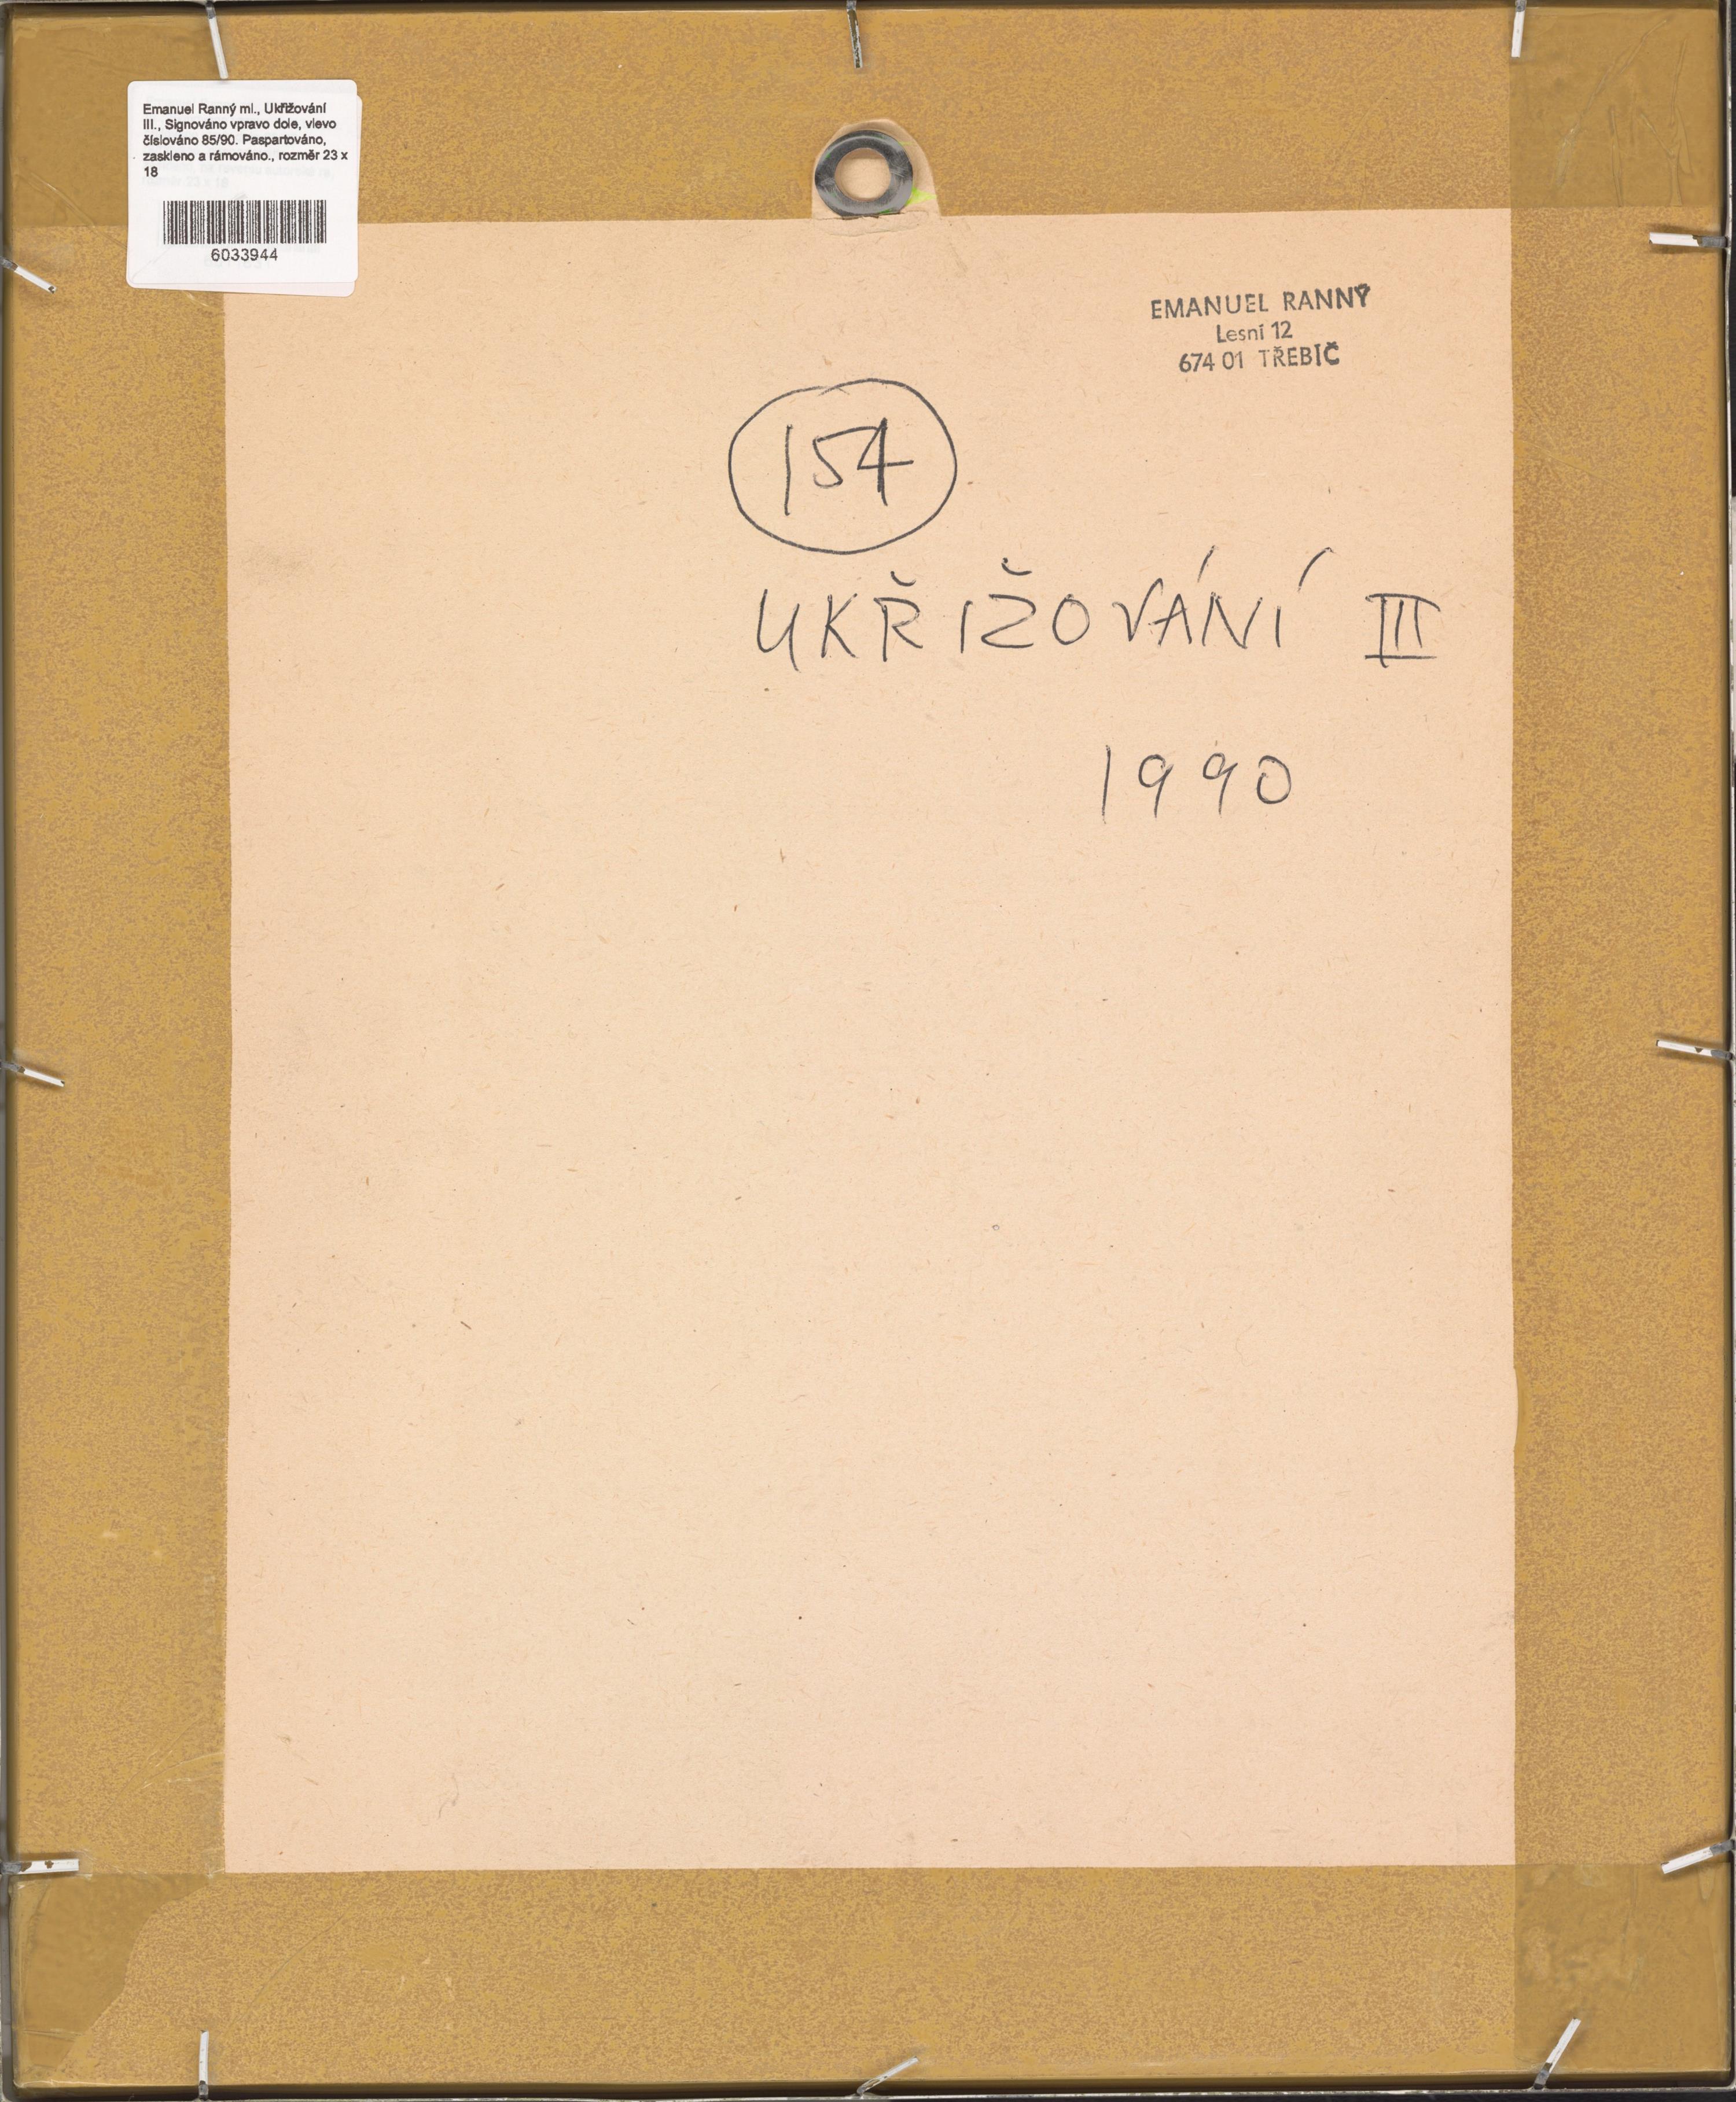 Emanuel Ranný ml., Ukřižování
III., Signováno vpravo dole, vlevo
číslováno 85/90. Paspartováno,
zaskleno a rámováno., rozměr 23 x
18
6033944
EMANUEL RANNÝ
Lesní 12
674 01 TŘEBÍČ
154
UKŘIŽOVÁNÍ III
1990